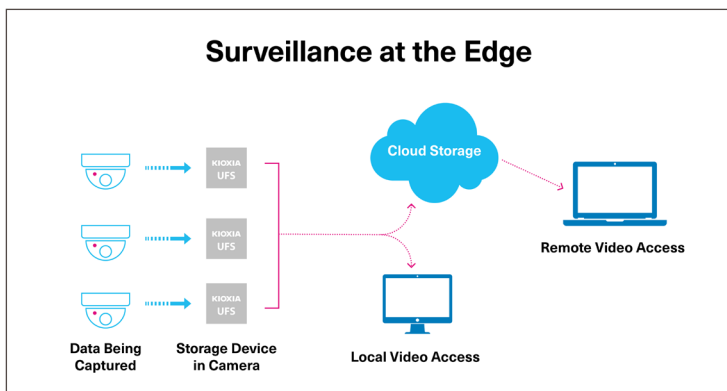 Surveillance at the Edge
Cloud Storage
KIOXIA
UFS
KIOXIA
UFS
KIOXIA
UFS
Remote Video Access
Data Being
Captured
Storage Device
in Camera
Local Video Access